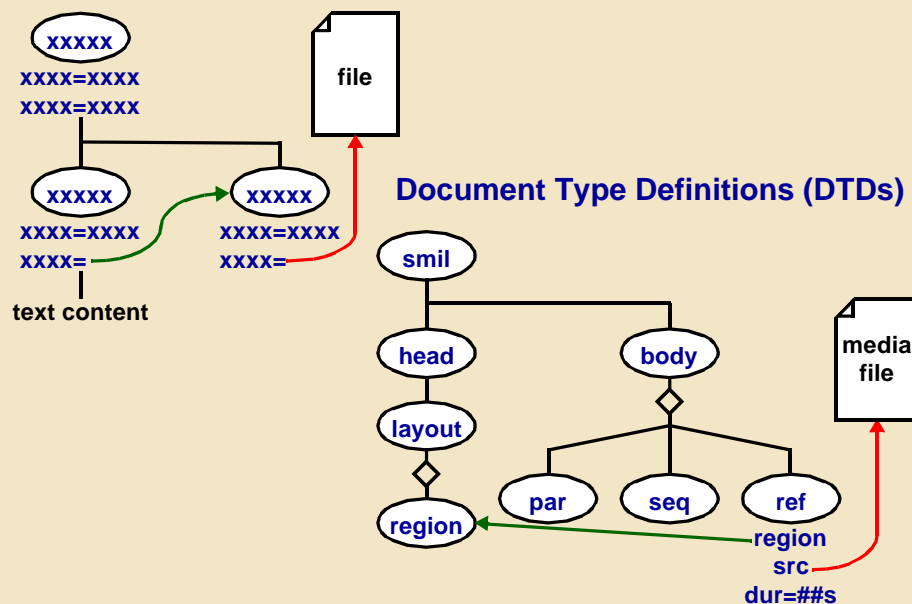 xxxxx
xxxx=xxxx
xxxx=xxxx
file
xxxxx
xxxx=xxxx
xxxx=
text content
xxxxx
xxxx=xxxx
xxxx=
Document Type Definitions (DTDs)
smil
head
body
layout
region
par
seq
ref
region
src
dur=##s
media
file